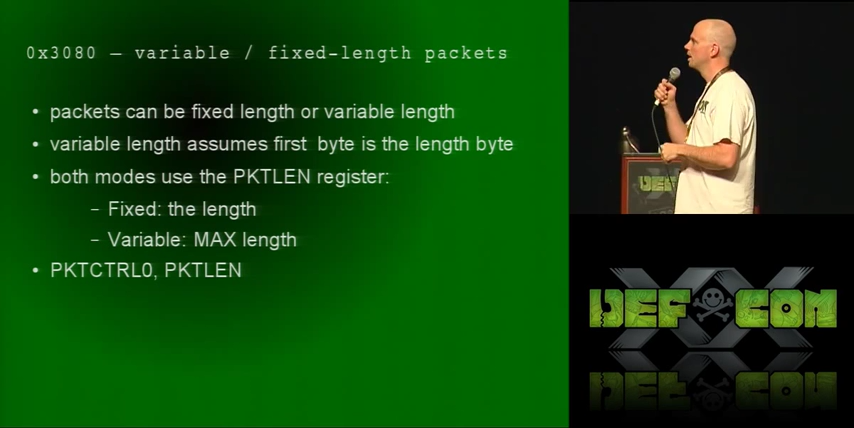 0x3080 – variable / fixed-length packets
• packets can be fixed length or variable length
• variable length assumes first byte is the length byte
• both modes use the PKTLEN register:
– Fixed: the length
– Variable: MAX length
• PKTCTRL0, PKTLEN
DEF
XX
DEF CON